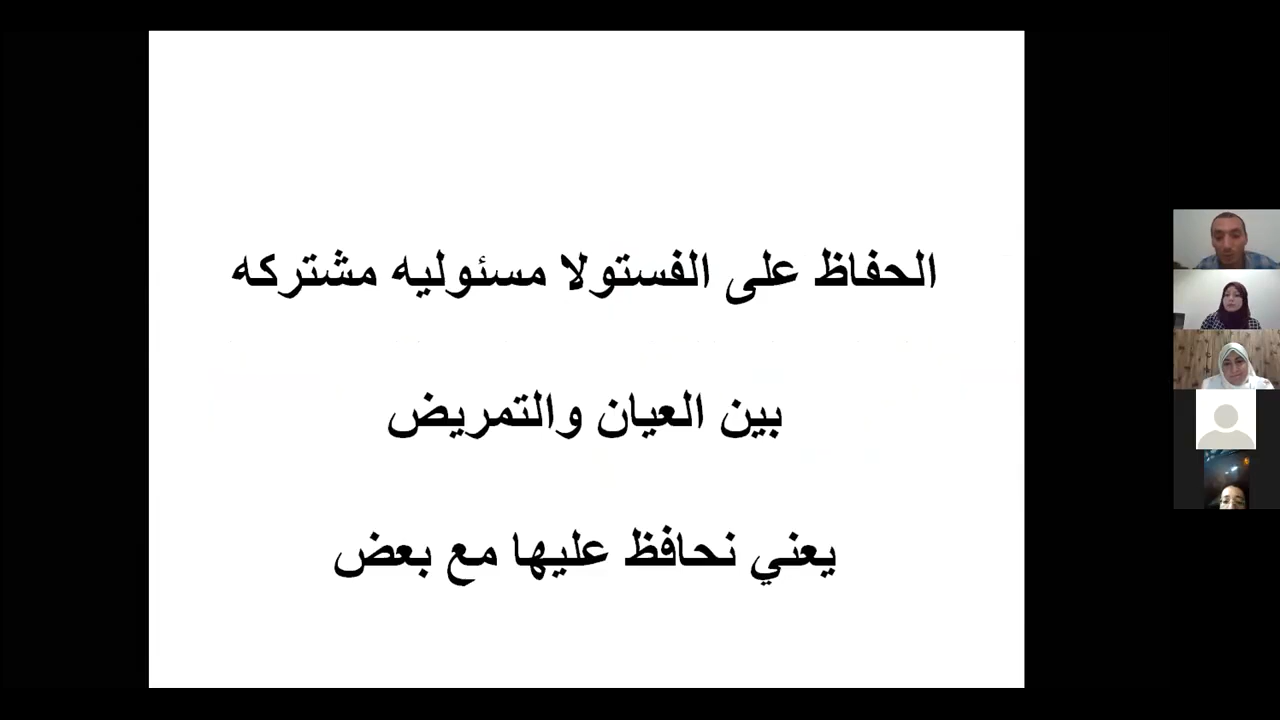 الحفاظ على الفستولا مسئوليه مشتركه
بين العيان والتمريض
يعني نحافظ عليها مع بعض